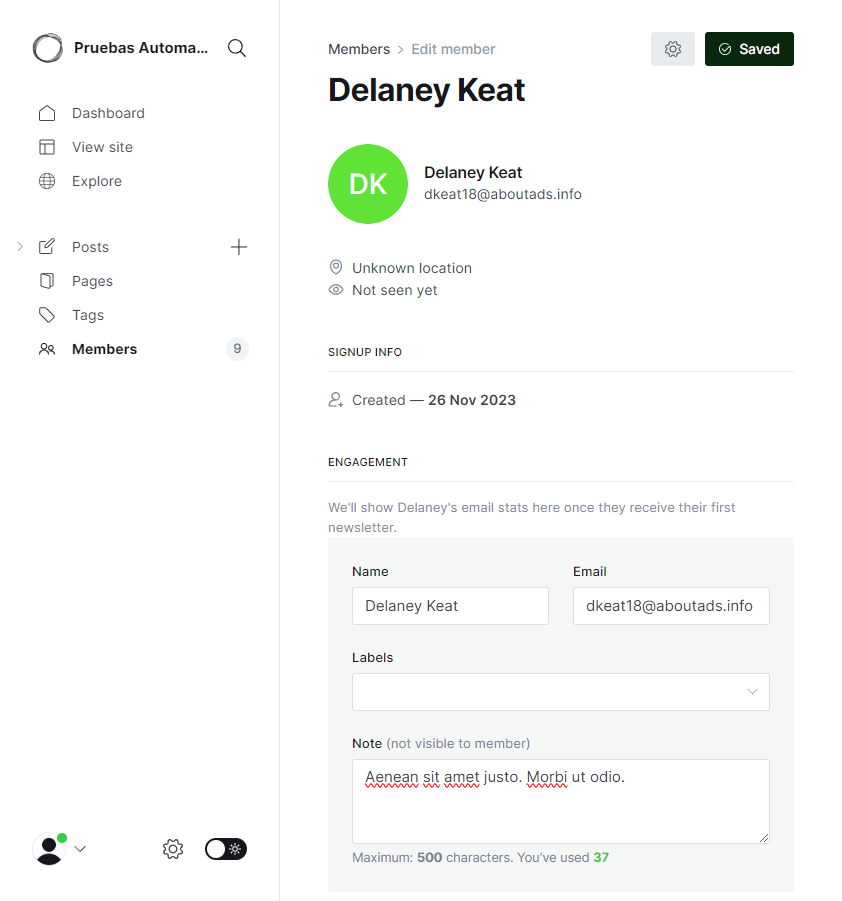 Pruebas Automa...
Dashboard
View site
Explore
Posts
Pages
Tags
Members 9
Members > Edit member
Saved
Delaney Keat
DK
Delaney Keat
dkeat18@aboutads.info
Unknown location
Not seen yet
SIGNUP INFO
Created — 26 Nov 2023
ENGAGEMENT
We'll show Delaney's email stats here once they receive their first
newsletter.
Name Email
Delaney Keat dkeat18@aboutads.info
Labels
Note (not visible to member)
Aenean sit amet justo. Morbi ut odio.
Maximum: 500 characters. You've used 37